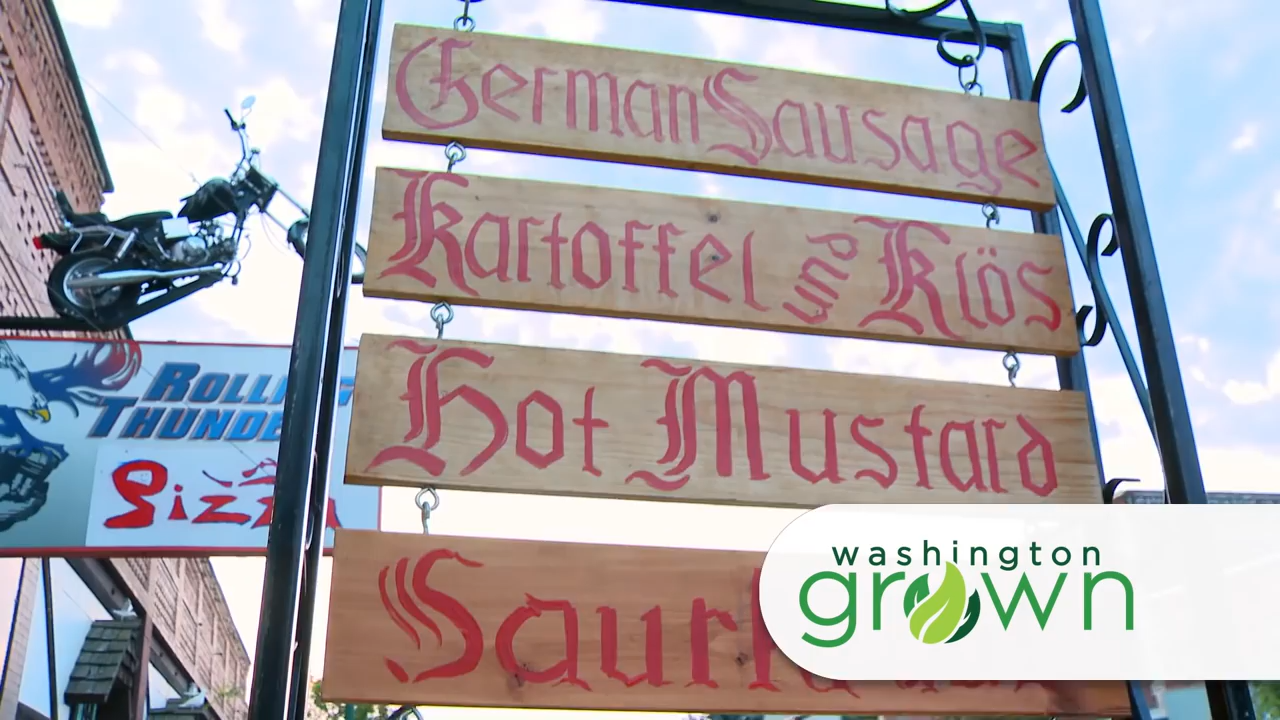 German Sausage
Kartoffel und Klös
Hot Mustard
ROLLING
THUNDER
Pizza
washington
grown